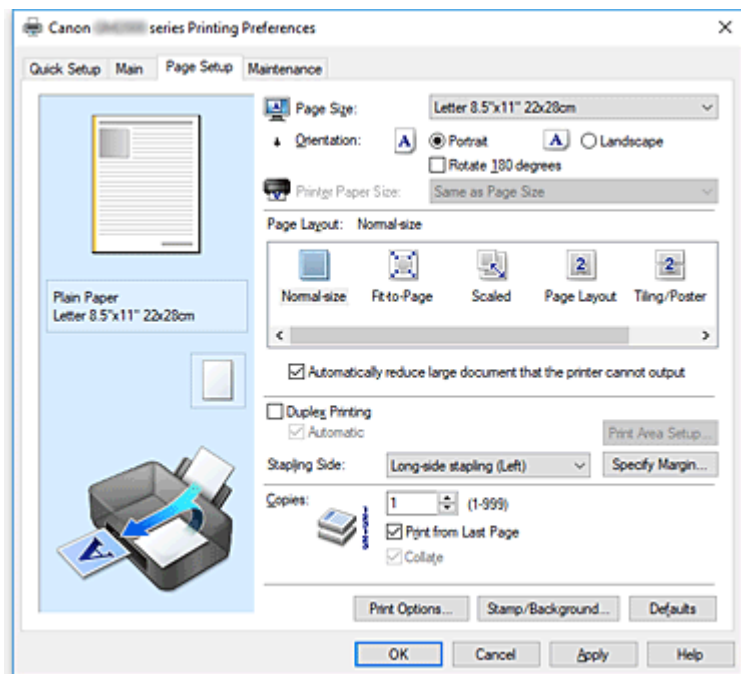 Canon series Printing Preferences
Quick Setup Main Page Setup Maintenance
Page Size: Letter 8.5"x11" 22x28cm
Orientation: A Portrait A Landscape
Rotate 180 degrees
Printer Paper Size: Same as Page Size
Page Layout: Normal-size
2 2
Normal-size Fit-to-Page Scaled Page Layout Tiling/Poster
Plain Paper
Letter 8.5"x11" 22x28cm
Automatically reduce large document that the printer cannot output
Duplex Printing
Automatic Print Area Setup...
Stapling Side: Long-side stapling (Left) Specify Margin...
Copies: 1 (1-999)
Print from Last Page
Collate
A
Print Options... Stamp/Background... Defaults
OK Cancel Apply Help